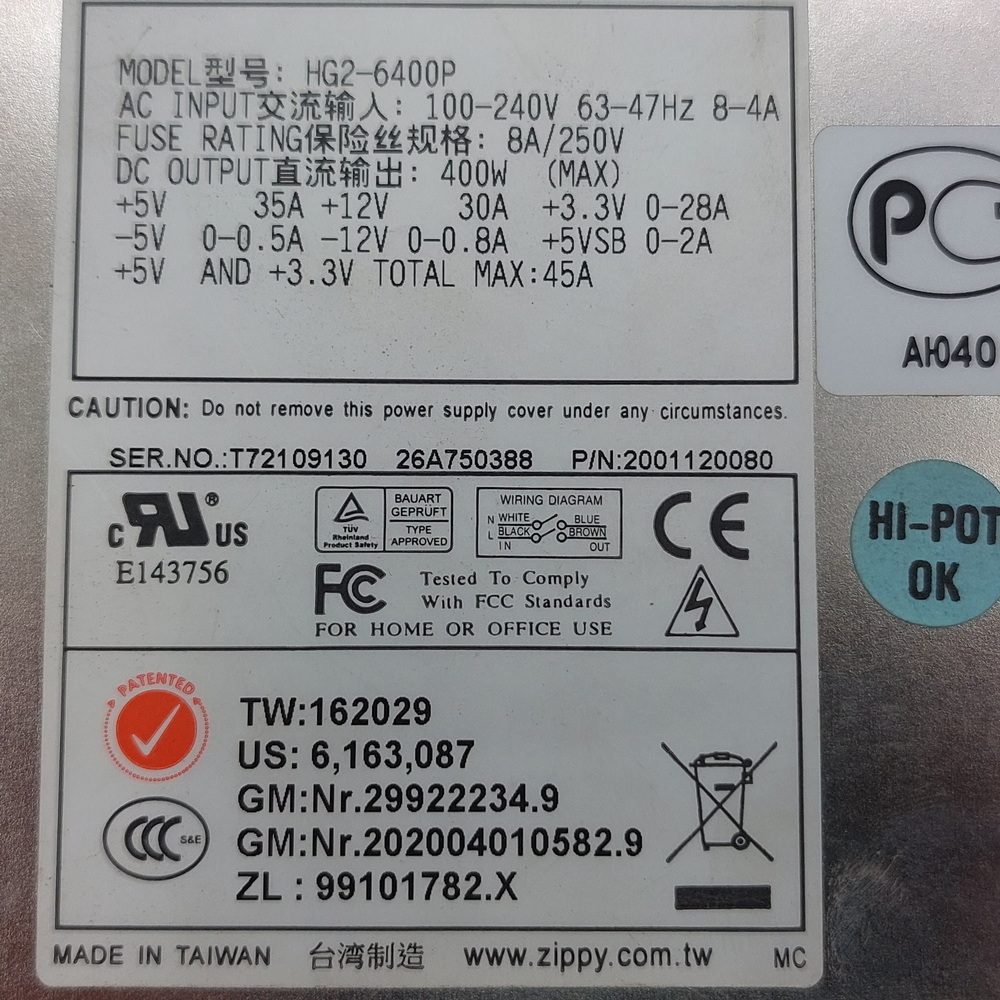 MODEL型号: HG2-6400P
AC INPUT交流输入: 100-240V 63-47Hz 8-4A
FUSE RATING保险丝规格: 8A/250V
DC OUTPUT直流输出: 400W (MAX)
+5V 35A +12V 30A +3.3V 0-28A
-5V 0-0.5A -12V 0-0.8A +5VSB 0-2A
+5V AND +3.3V TOTAL MAX:45A
PC
АЮ40
CAUTION: Do not remove this power supply cover under any circumstances.
SER.NO.:T72109130 26A750388 P/N:2001120080
c RU ® US
E143756
TÜV
Rheinland
Product Safety
BAUART
GEPRÜFT
TYPE
APPROVED
WIRING DIAGRAM
N WHITE BLUE
L BLACK BROWN
IN OUT
CE
FCC
Tested To Comply
With FCC Standards
FOR HOME OR OFFICE USE
HI-POT
OK
PATENTED
TW:162029
US: 6,163,087
GM:Nr.29922234.9
GM:Nr.202004010582.9
ZL : 99101782.X
CCC S&E
MADE IN TAIWAN 台湾制造 www.zippy.com.tw MC